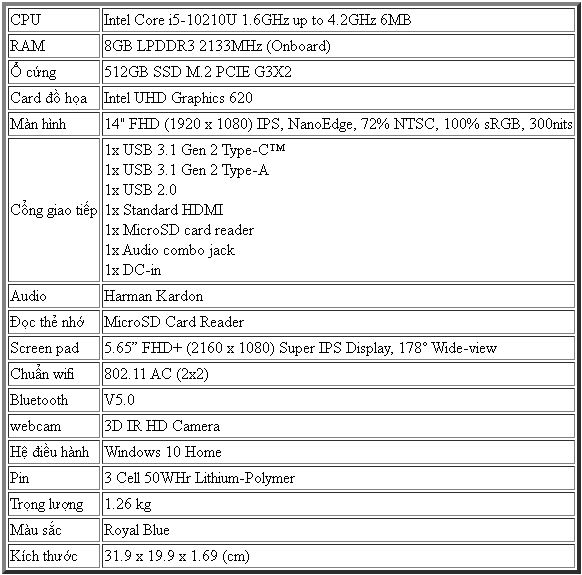 CPU Intel Core i5-10210U 1.6GHz up to 4.2GHz 6MB
RAM 8GB LPDDR3 2133MHz (Onboard)
Ổ cứng 512GB SSD M.2 PCIE G3X2
Card đồ họa Intel UHD Graphics 620
Màn hình 14" FHD (1920 x 1080) IPS, NanoEdge, 72% NTSC, 100% sRGB, 300nits
Cổng giao tiếp
1x USB 3.1 Gen 2 Type-C™
1x USB 3.1 Gen 2 Type-A
1x USB 2.0
1x Standard HDMI
1x MicroSD card reader
1x Audio combo jack
1x DC-in
Audio Harman Kardon
Đọc thẻ nhớ MicroSD Card Reader
Screen pad 5.65” FHD+ (2160 x 1080) Super IPS Display, 178° Wide-view
Chuẩn wifi 802.11 AC (2x2)
Bluetooth V5.0
webcam 3D IR HD Camera
Hệ điều hành Windows 10 Home
Pin 3 Cell 50WHr Lithium-Polymer
Trọng lượng 1.26 kg
Màu sắc Royal Blue
Kích thước 31.9 x 19.9 x 1.69 (cm)